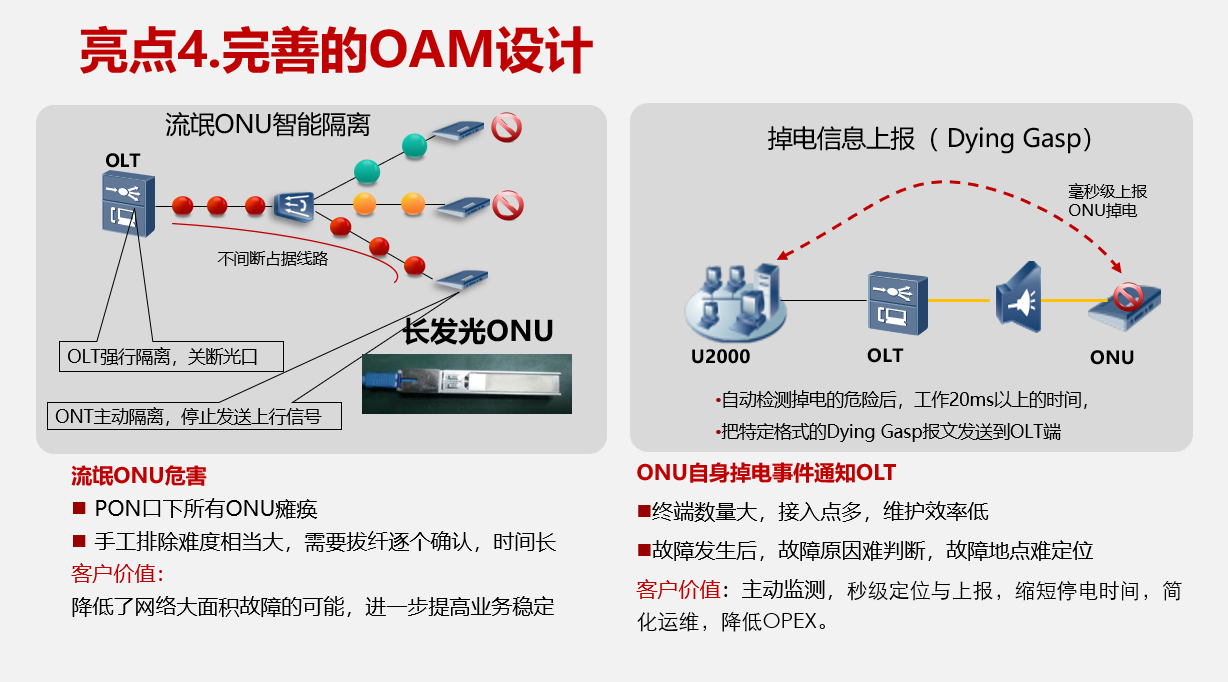 亮点4.完善的OAM设计
流氓ONU智能隔离
OLT
不间断占据线路
长发光ONU
OLT强行隔离，关断光口
ONT主动隔离，停止发送上行信号
流氓ONU危害
■ PON口下所有ONU瘫痪
■ 手工排除难度相当大，需要拔纤逐个确认，时间长
客户价值：
降低了网络大面积故障的可能，进一步提高业务稳定
掉电信息上报（ Dying Gasp）
毫秒级上报
ONU掉电
U2000
OLT
ONU
•自动检测掉电的危险后，工作20ms以上的时间，
•把特定格式的Dying Gasp报文发送到OLT端
ONU自身掉电事件通知OLT
■终端数量大，接入点多，维护效率低
■故障发生后，故障原因难判断，故障地点难定位
客户价值：主动监测，秒级定位与上报，缩短停电时间，简
化运维，降低OPEX。